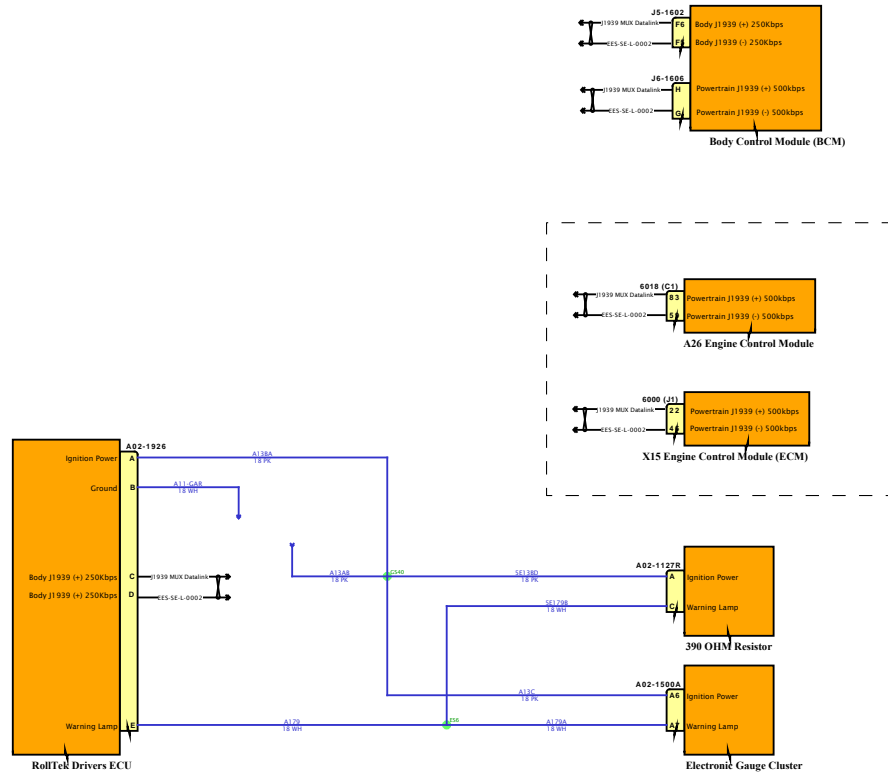 J5-1602
J1939 MUX Datalink
F6
Body J1939 (+) 250Kbps
EES-SE-L-0002
Body J1939 (-) 250Kbps
J6-1606
J1939 MUX Datalink
H
Powertrain J1939 (+) 500kbps
EES-SE-L-0002
G
Powertrain J1939 (-) 500kbps
Body Control Module (BCM)
6018 (C1)
J1939 MUX Datalink
83
Powertrain J1939 (+) 500kbps
EES-SE-L-0002
Powertrain J1939 (-) 500kbps
A26 Engine Control Module
6000 (J1)
J1939 MUX Datalink
22
Powertrain J1939 (+) 500kbps
EES-SE-L-0002
Powertrain J1939 (-) 500kbps
X15 Engine Control Module (ECM)
A02-1926
Ignition Power
A
A13BA
18 PK
Ground
B
A11-GAR
18 WH
Body J1939 (+) 250Kbps
C
J1939 MUX Datalink
Body J1939 (+) 250Kbps
D
EES-SE-L-0002
Warning Lamp
E
A179
18 WH
RollTek Drivers ECU
A13AB
18 PK
GS40
SE13BD
18 PK
A02-1127R
A
Ignition Power
SE179B
18 WH
C
Warning Lamp
390 OHM Resistor
A02-1500A
A13C
18 PK
A6
Ignition Power
ES6
A179A
18 WH
Warning Lamp
Electronic Gauge Cluster